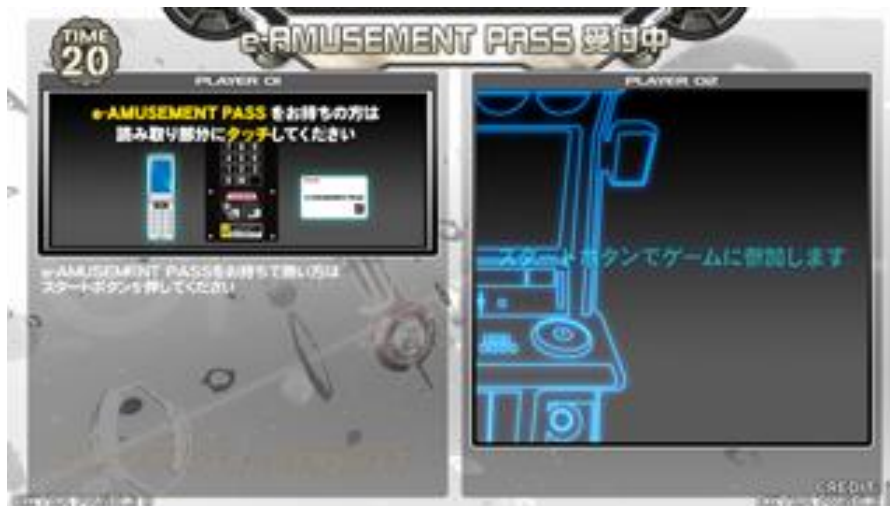 TIME
20
e-AMUSEMENT PASS 受付中
PLAYER 01
e-AMUSEMENT PASS をお持ちの方は
読み取り部分にタッチしてください
e-AMUSEMENT PASSをお持ちで無い方は
スタートボタンを押してください
PLAYER 02
スタートボタンでゲームに参加します
CREDIT